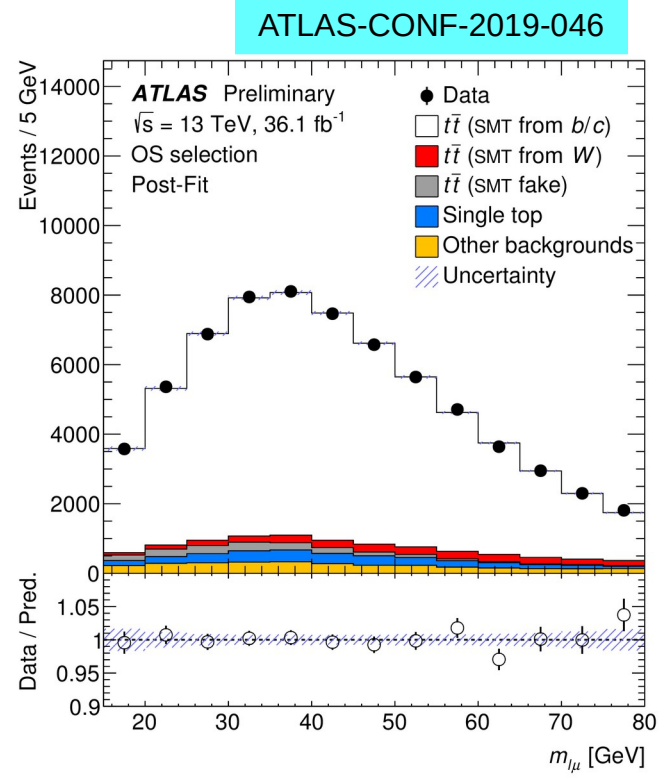 ATLAS-CONF-2019-046
Events / 5 GeV
14000
12000
10000
8000
6000
4000
2000
0
ATLAS Preliminary
√s = 13 TeV, 36.1 fb⁻¹
OS selection
Post-Fit
Data
tt̄ (SMT from b/c)
tt̄ (SMT from W)
tt̄ (SMT fake)
Single top
Other backgrounds
Uncertainty
Data / Pred.
1.05
1
0.95
0.9
20 30 40 50 60 70 80
m_lμ [GeV]